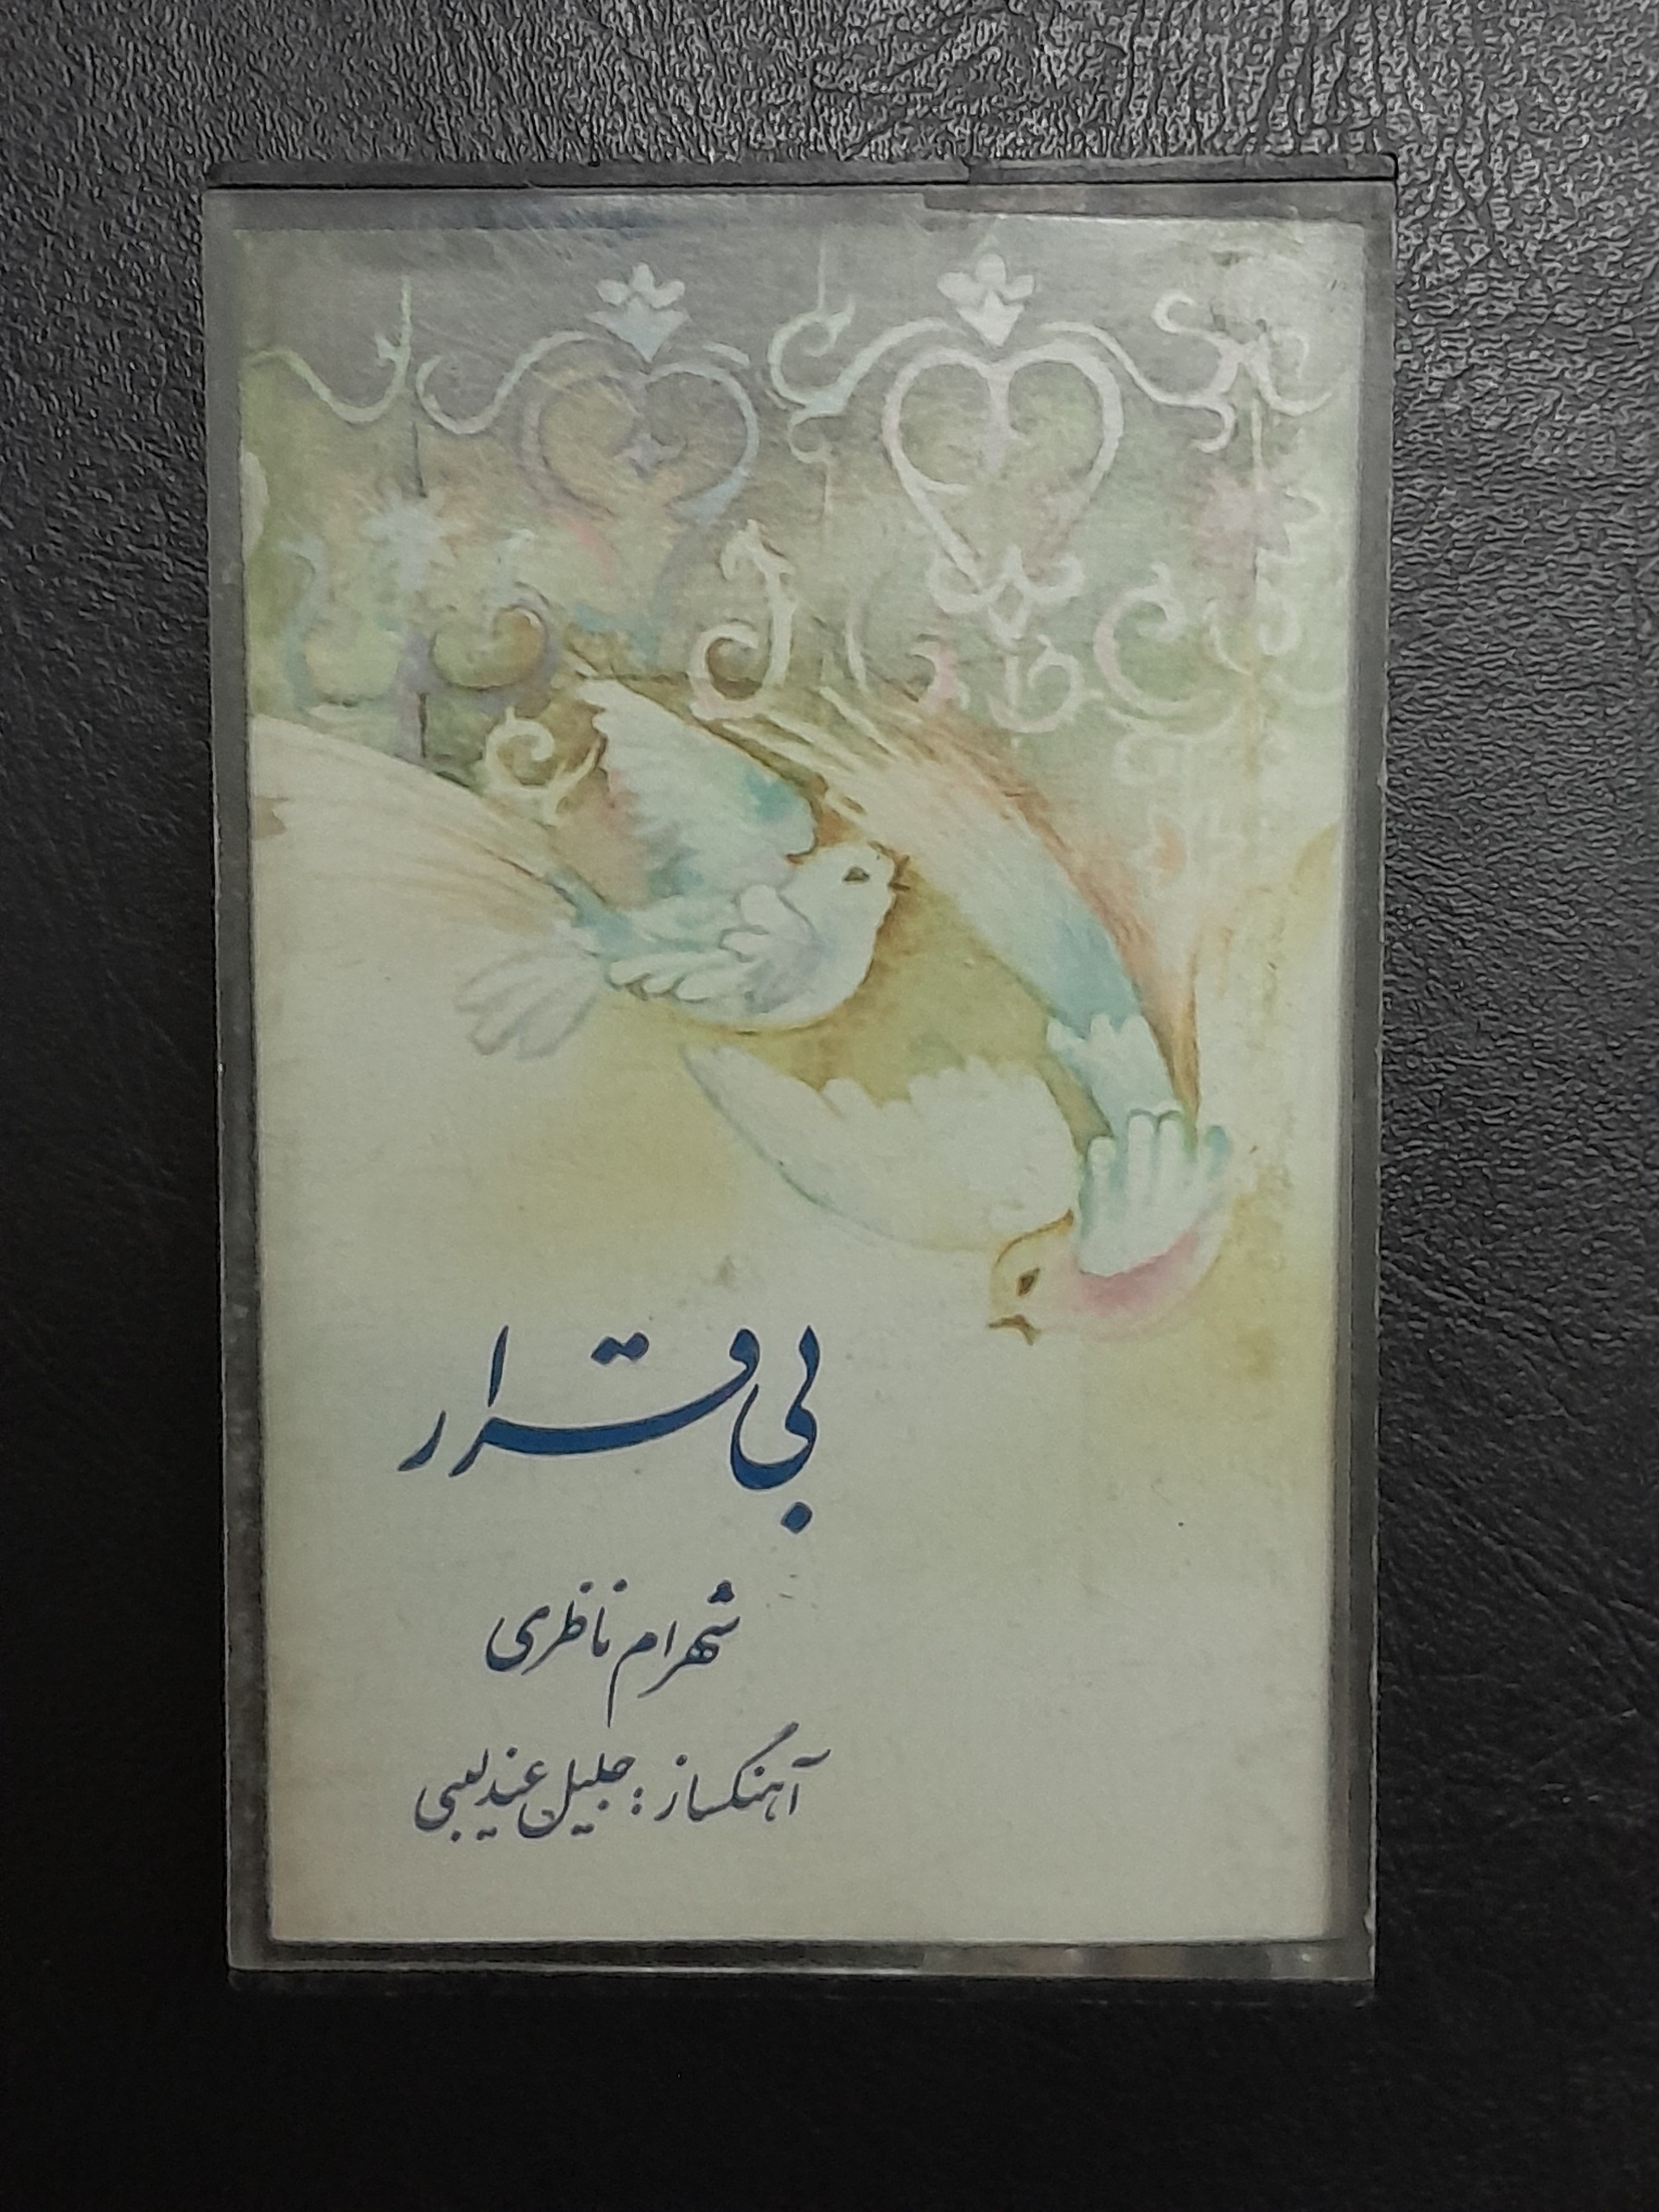 بی قرار
شهرام ناظری
آهنگساز: جلیل عندلیبی